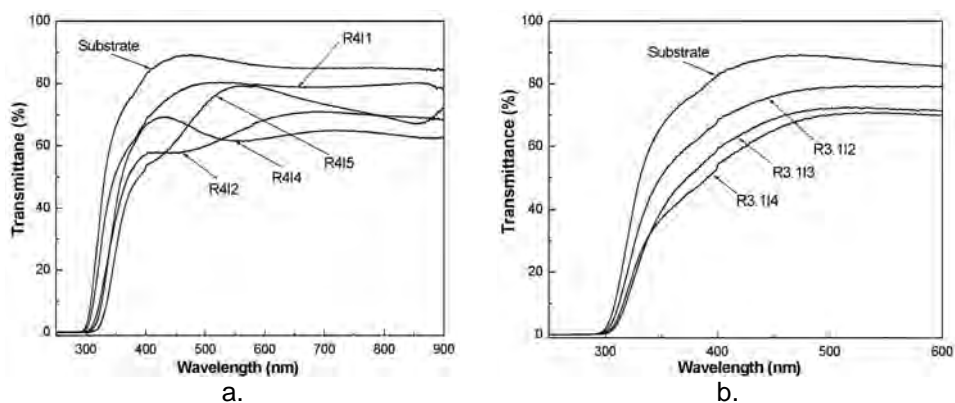 100
80
60
40
20
0
Transmittane (%)
Substrate
R4I1
R4I5
R4I4
R4I2
300 400 500 600 700 800 900
Wavelength (nm)
a.
100
80
60
40
20
0
Transmittance (%)
Substrate
R3.1I2
R3.1I3
R3.1I4
300 400 500 600
Wavelength (nm)
b.